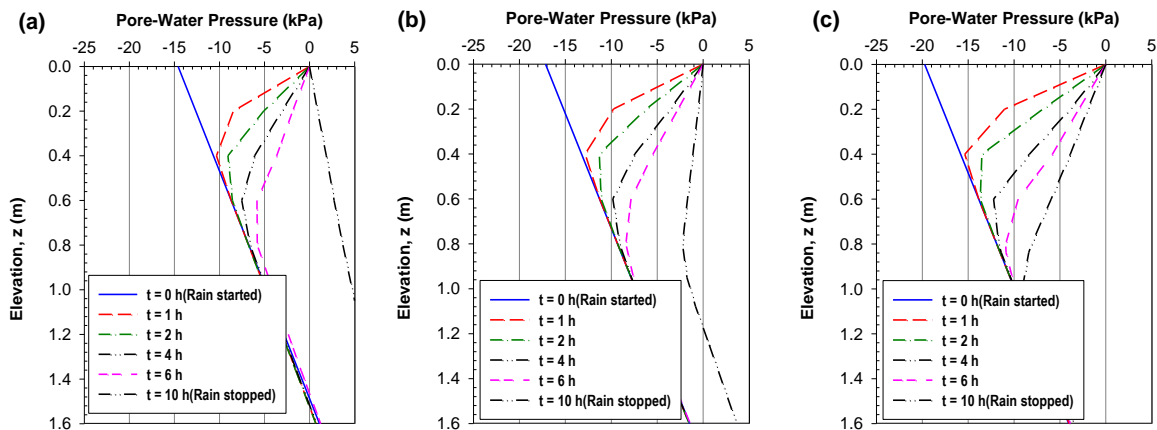 (a)
Pore-Water Pressure (kPa)
-25 -20 -15 -10 -5 0 5
Elevation, z (m)
0.0
0.2
0.4
0.6
0.8
1.0
1.2
1.4
1.6
t = 0 h(Rain started)
t = 1 h
t = 2 h
t = 4 h
t = 6 h
t = 10 h(Rain stopped)
(b)
Pore-Water Pressure (kPa)
-25 -20 -15 -10 -5 0 5
Elevation, z (m)
0.0
0.2
0.4
0.6
0.8
1.0
1.2
1.4
1.6
t = 0 h(Rain started)
t = 1 h
t = 2 h
t = 4 h
t = 6 h
t = 10 h(Rain stopped)
(c)
Pore-Water Pressure (kPa)
-25 -20 -15 -10 -5 0 5
Elevation, z (m)
0.0
0.2
0.4
0.6
0.8
1.0
1.2
1.4
1.6
t = 0 h(Rain started)
t = 1 h
t = 2 h
t = 4 h
t = 6 h
t = 10 h(Rain stopped)